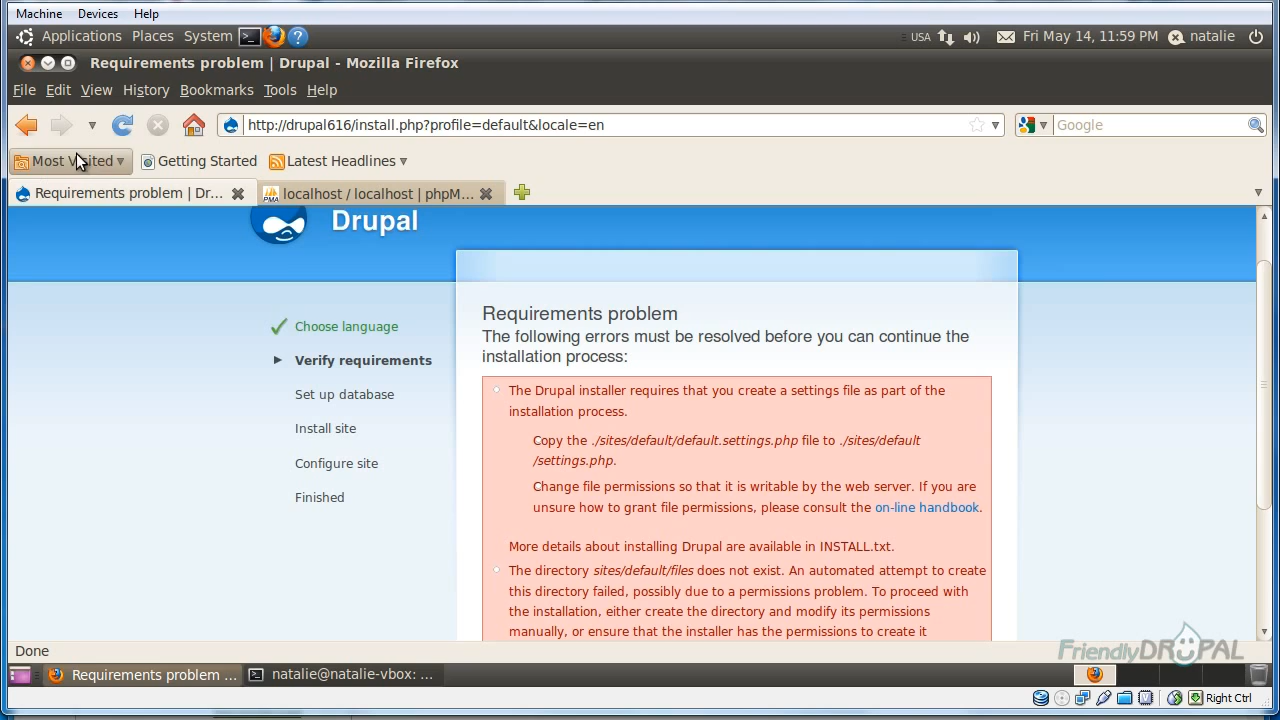 Machine Devices Help
Applications Places System USA Fri May 14, 11:59 PM natalie
Requirements problem | Drupal - Mozilla Firefox
File Edit View History Bookmarks Tools Help
http://drupal616/install.php?profile=default&locale=en Google
Most Visited Getting Started Latest Headlines
Requirements problem | Dr... PMA localhost / localhost | phpM...
Drupal
Choose language
Verify requirements
Set up database
Install site
Configure site
Finished
Requirements problem
The following errors must be resolved before you can continue the
installation process:
The Drupal installer requires that you create a settings file as part of the
installation process.
Copy the ./sites/default/default.settings.php file to ./sites/default
/settings.php.
Change file permissions so that it is writable by the web server. If you are
unsure how to grant file permissions, please consult the on-line handbook.
More details about installing Drupal are available in INSTALL.txt.
The directory sites/default/files does not exist. An automated attempt to create
this directory failed, possibly due to a permissions problem. To proceed with
the installation, either create the directory and modify its permissions
manually, or ensure that the installer has the permissions to create it
FriendlyDRUPAL
Done
Requirements problem ... natalie@natalie-vbox: ...
Right Ctrl